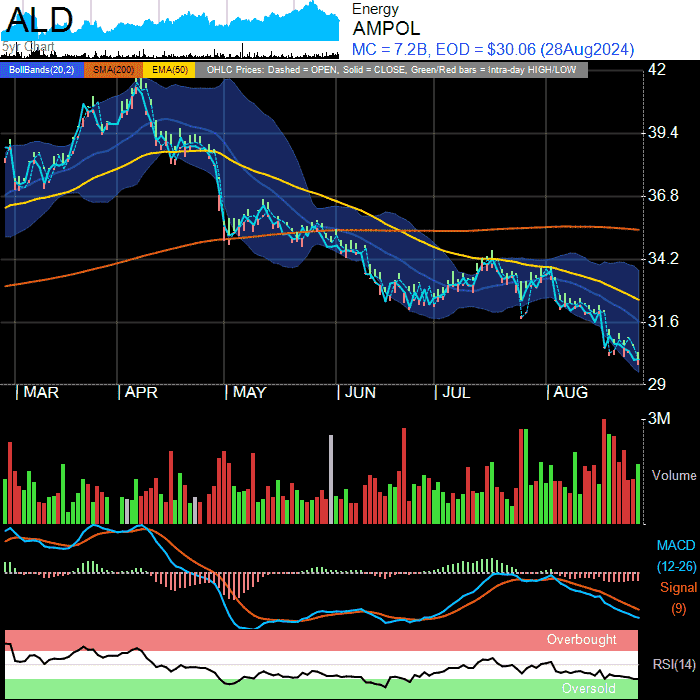 ALD
5yr Chart
Energy
AMPOL
MC = 7.2B, EOD = $30.06 (28Aug2024)
BollBands(20,2) SMA(200) EMA(50) OHLC Prices: Dashed = OPEN, Solid = CLOSE, Green/Red bars = Intra-day HIGH/LOW
42
39.4
36.8
34.2
31.6
29
| MAR | APR | MAY | JUN | JUL | AUG
3M
Volume
MACD
(12-26)
Signal
(9)
Overbought
RSI(14)
Oversold